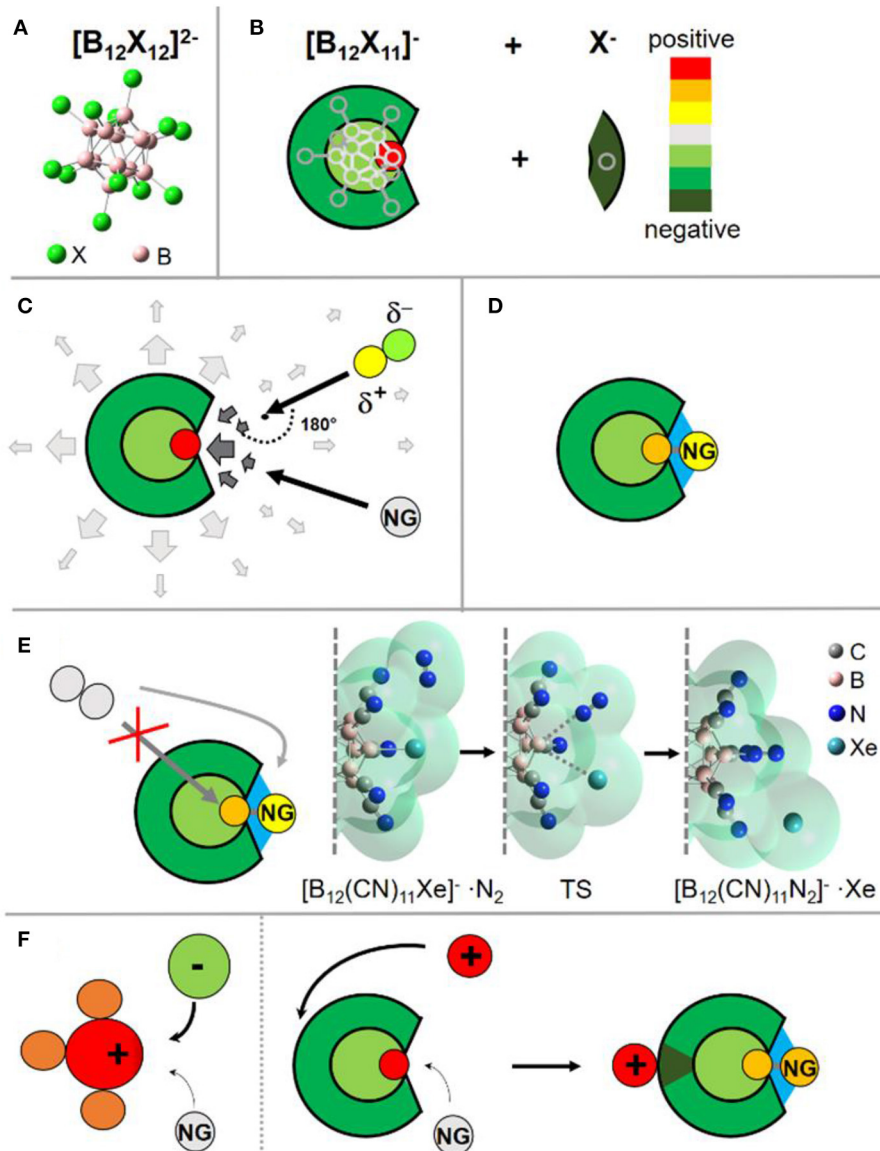 A
[B₁₂X₁₂]²⁻
X
B
B
[B₁₂X₁₁]⁻ + X⁻
+
positive
negative
C
δ⁻
δ⁺
180°
NG
D
NG
E
NG
C
B
N
Xe
[B₁₂(CN)₁₁Xe]⁻ ·N₂
TS
[B₁₂(CN)₁₁N₂]⁻ ·Xe
F
-
+
NG
+
NG
+
NG